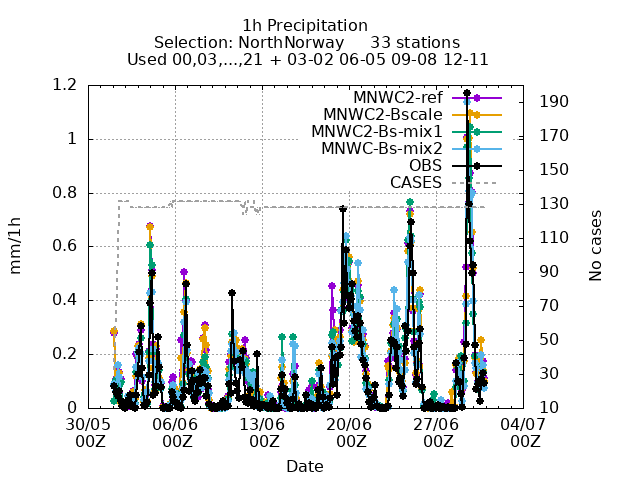 1h Precipitation
Selection: NorthNorway 33 stations
Used 00,03,...,21 + 03-02 06-05 09-08 12-11
1.2
1
0.8
0.6
0.4
0.2
0
mm/1h
MNWC2-ref
MNWC2-Bscale
MNWC2-Bs-mix1
MNWC-Bs-mix2
OBS
CASES
190
170
150
130
110
90
70
50
30
10
No cases
30/05 06/06 13/06 20/06 27/06 04/07
00Z 00Z 00Z 00Z 00Z 00Z
Date